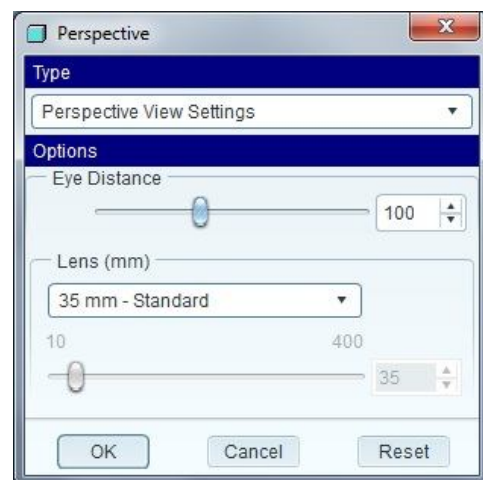 Perspective
Type
Perspective View Settings
Options
Eye Distance
100
Lens (mm)
35 mm - Standard
10 400
35
OK Cancel Reset